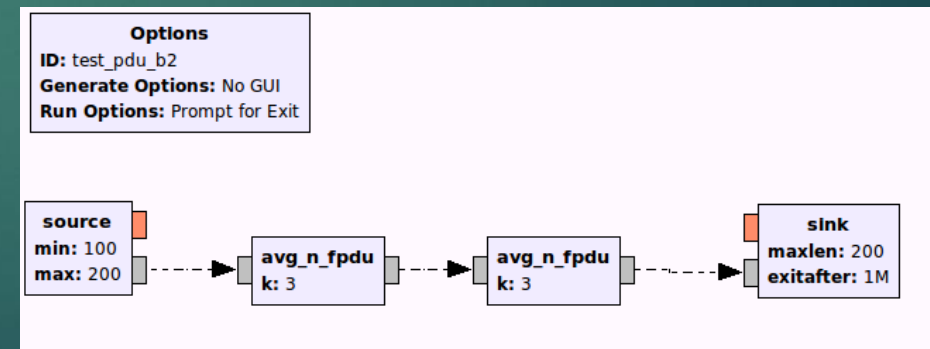 Options
ID: test_pdu_b2
Generate Options: No GUI
Run Options: Prompt for Exit
source
min: 100
max: 200
avg_n_fpdu
k: 3
avg_n_fpdu
k: 3
sink
maxlen: 200
exitafter: 1M